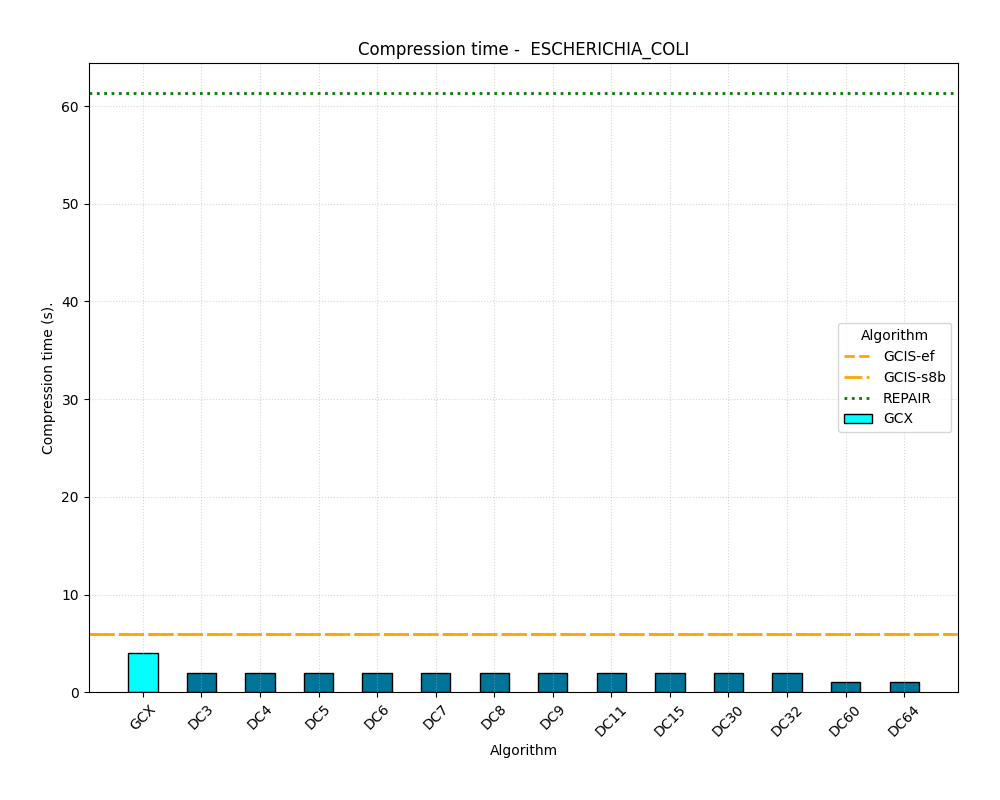 Compression time -  ESCHERICHIA_COLI
Compression time (s).
60
50
40
30
20
10
0
Algorithm
GCIS-ef
GCIS-s8b
REPAIR
GCX
GCX
DC3
DC4
DC5
DC6
DC7
DC8
DC9
DC11
DC15
DC30
DC32
DC60
DC64
Algorithm